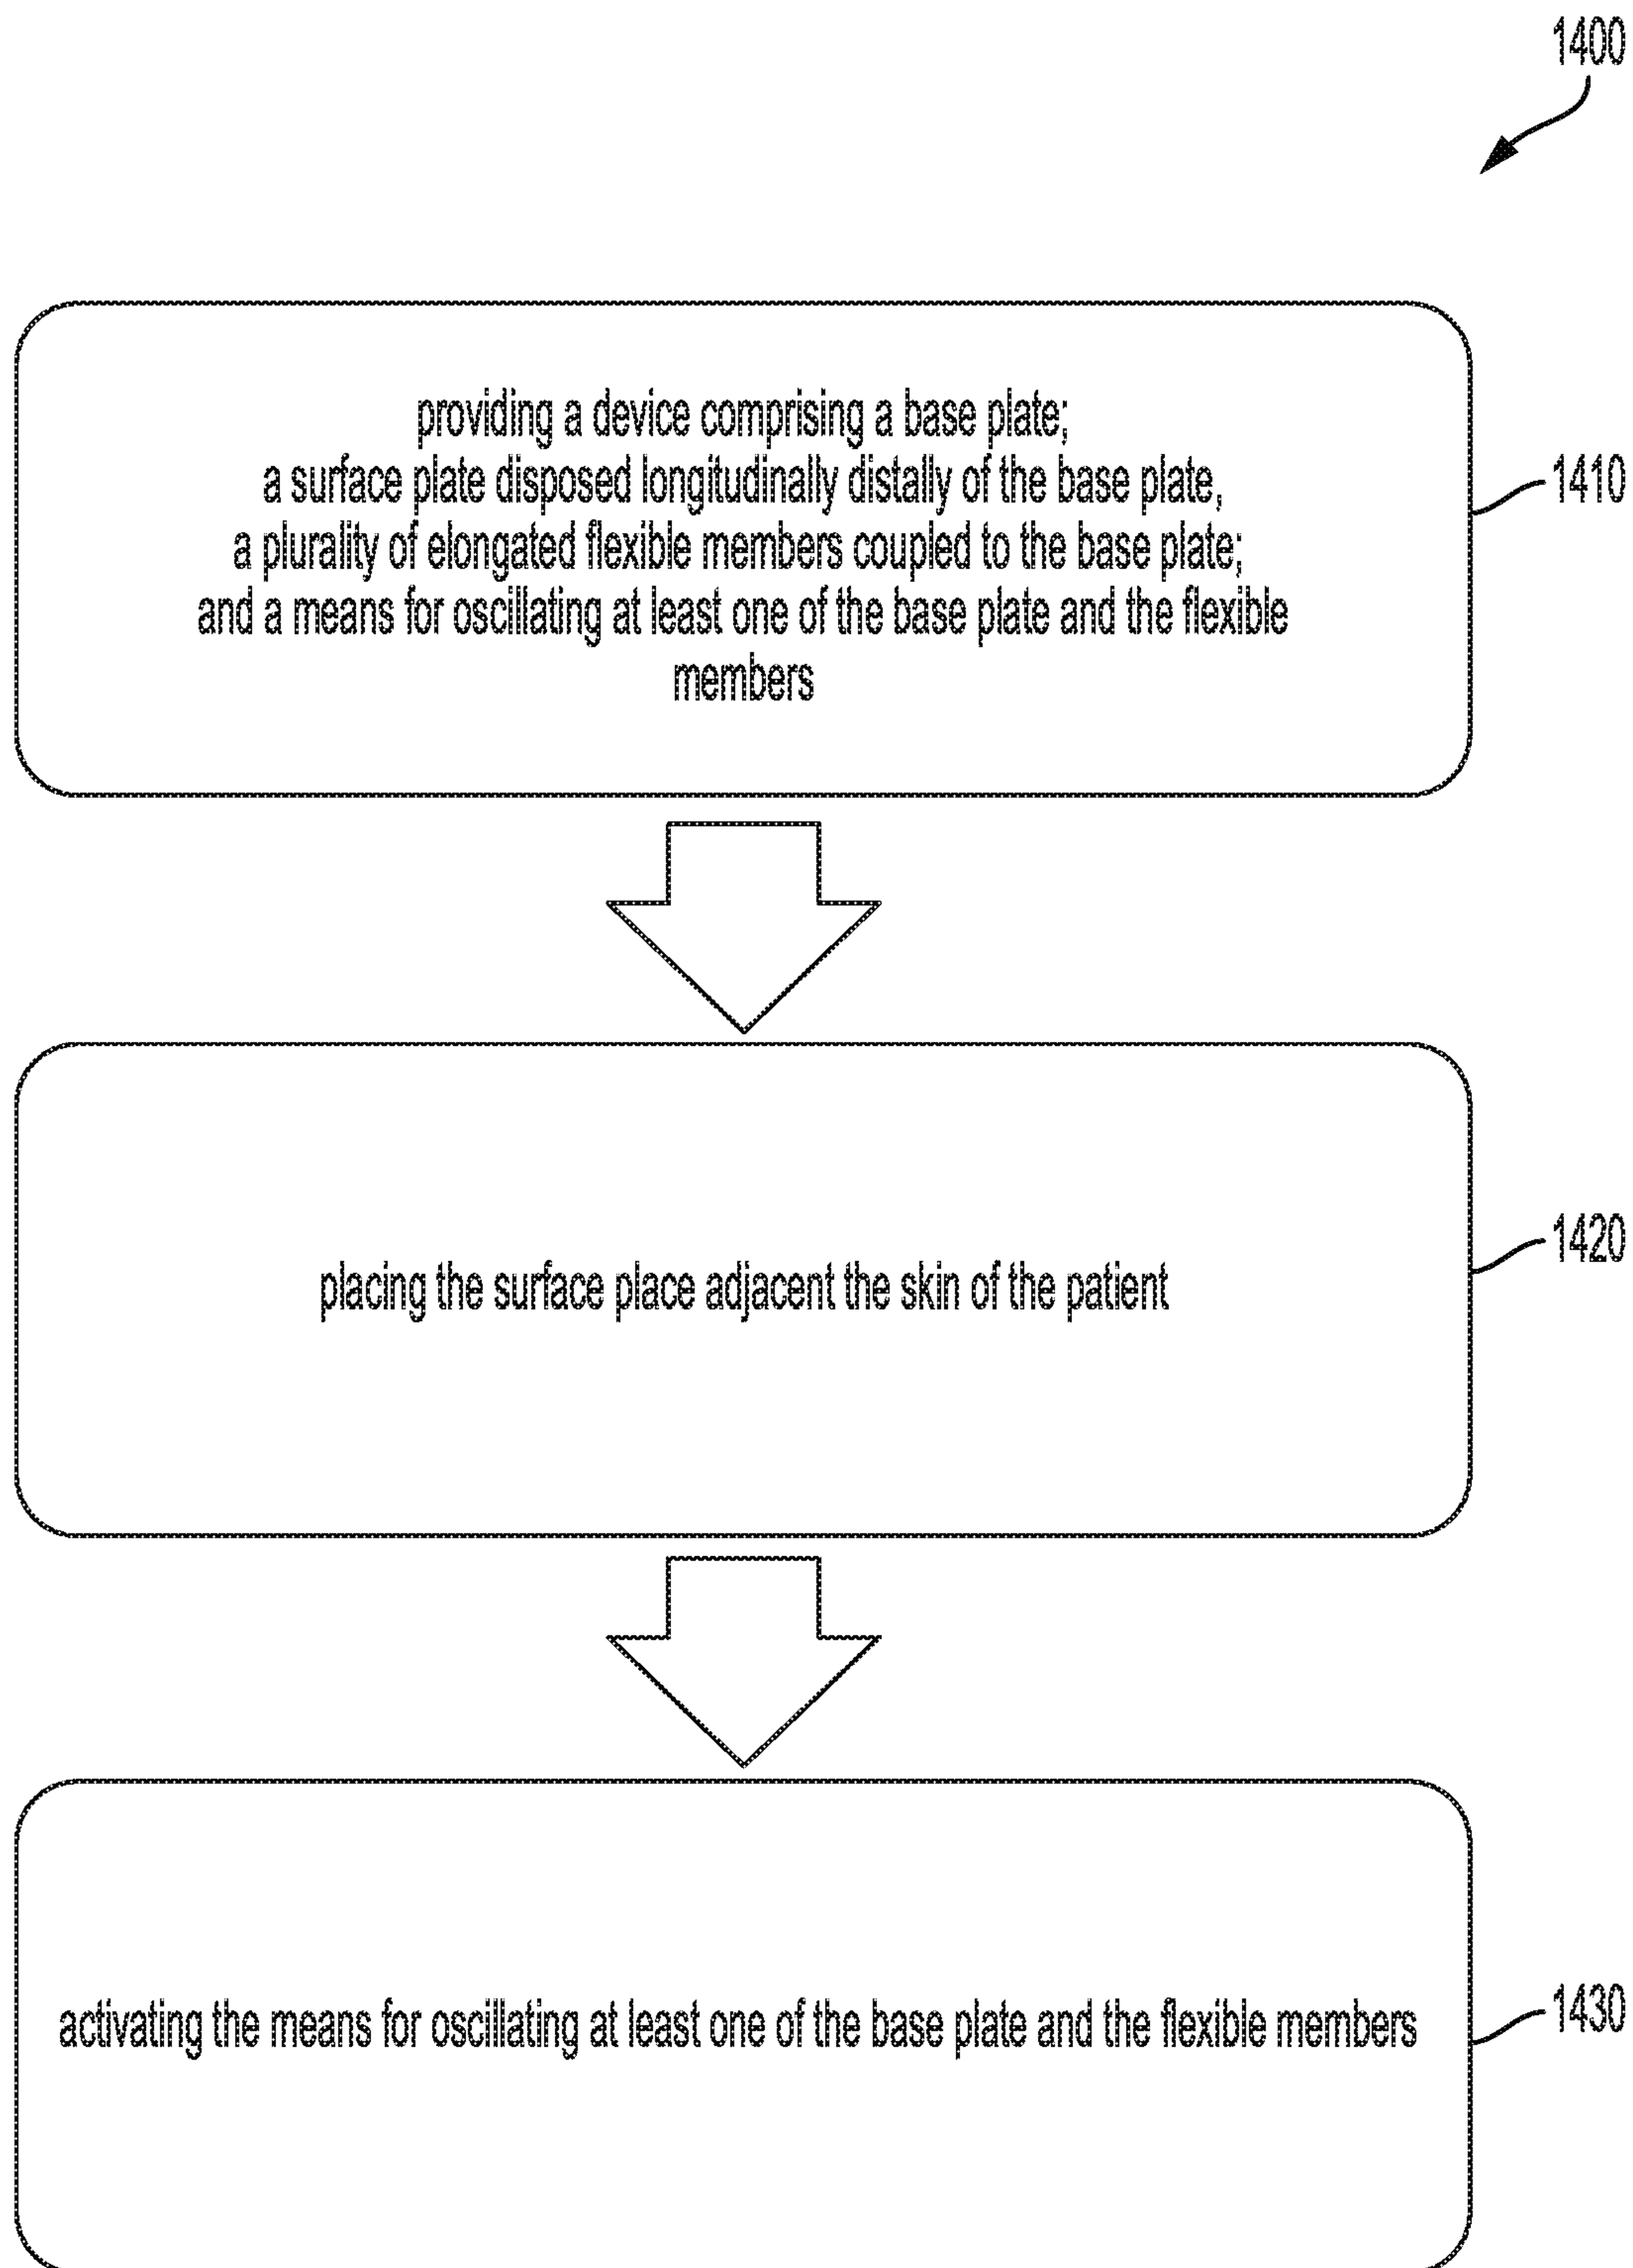 1400
providing a device comprising a base plate;
a surface plate disposed longitudinally distally of the base plate,
a plurality of elongated flexible members coupled to the base plate;
and a means for oscillating at least one of the base plate and the flexible
members
1410
placing the surface place adjacent the skin of the patient
1420
activating the means for oscillating at least one of the base plate and the flexible members
1430